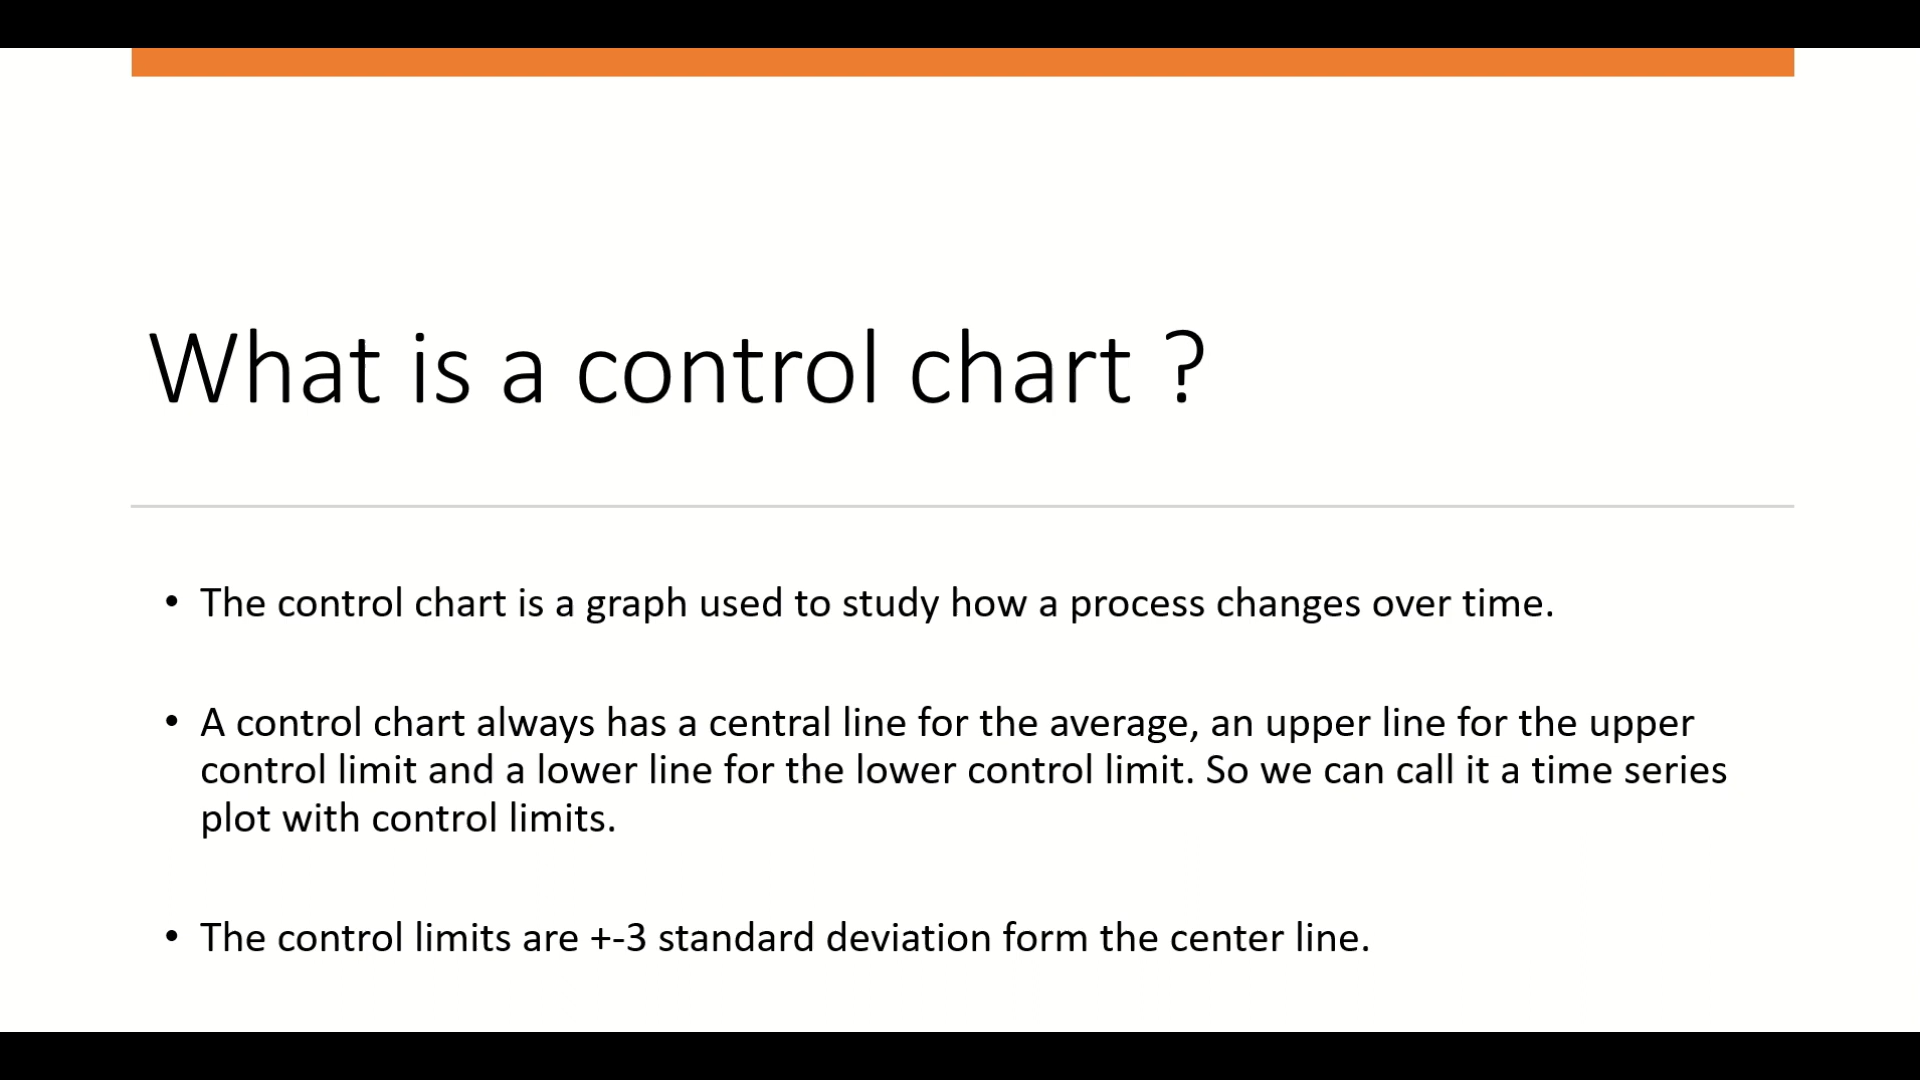 What is a control chart ?
• The control chart is a graph used to study how a process changes over time.
• A control chart always has a central line for the average, an upper line for the upper
control limit and a lower line for the lower control limit. So we can call it a time series
plot with control limits.
• The control limits are +-3 standard deviation form the center line.